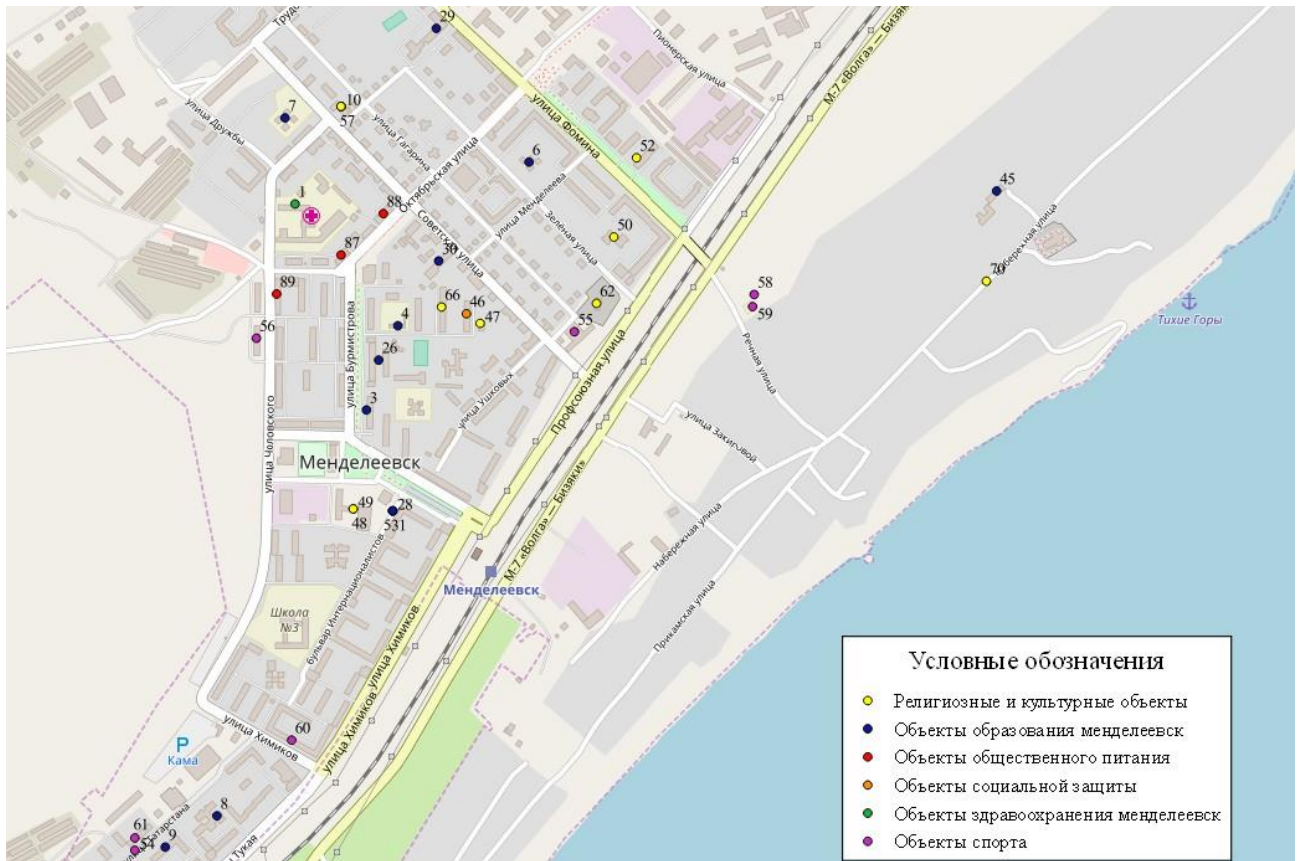 29
Трудо
Пионерская улица
М-7 «Волга» — Бизяки
7
10
57
улица Дружбы
улица Гагарина
улица Фомина
52
6
45
1
88
Октябрьская улица
Советская улица
улица Менделеева
Зелёная улица
50
Набережная улица
87
30
70
89
66
46
47
62
58
59
Тихие Горы
56
4
55
улица Бурмистрова
26
Речная улица
3
улица Ушковых
Профсоюзная улица
улица Закиговой
улица Чоловского
Менделеевск
49
48
28
531
М-7 «Волга» — Бизяки»
Набережная улица
Менделеевск
Прикамская улица
Школа
№3
бульвар Интернационалистов
улица Химиков
улица Химиков
60
улица Химиков
P
Кама
8
61
54
9
Татарстана
Тукая
Условные обозначения
Религиозные и культурные объекты
Объекты образования менделеевск
Объекты общественного питания
Объекты социальной защиты
Объекты здравоохранения менделеевск
Объекты спорта